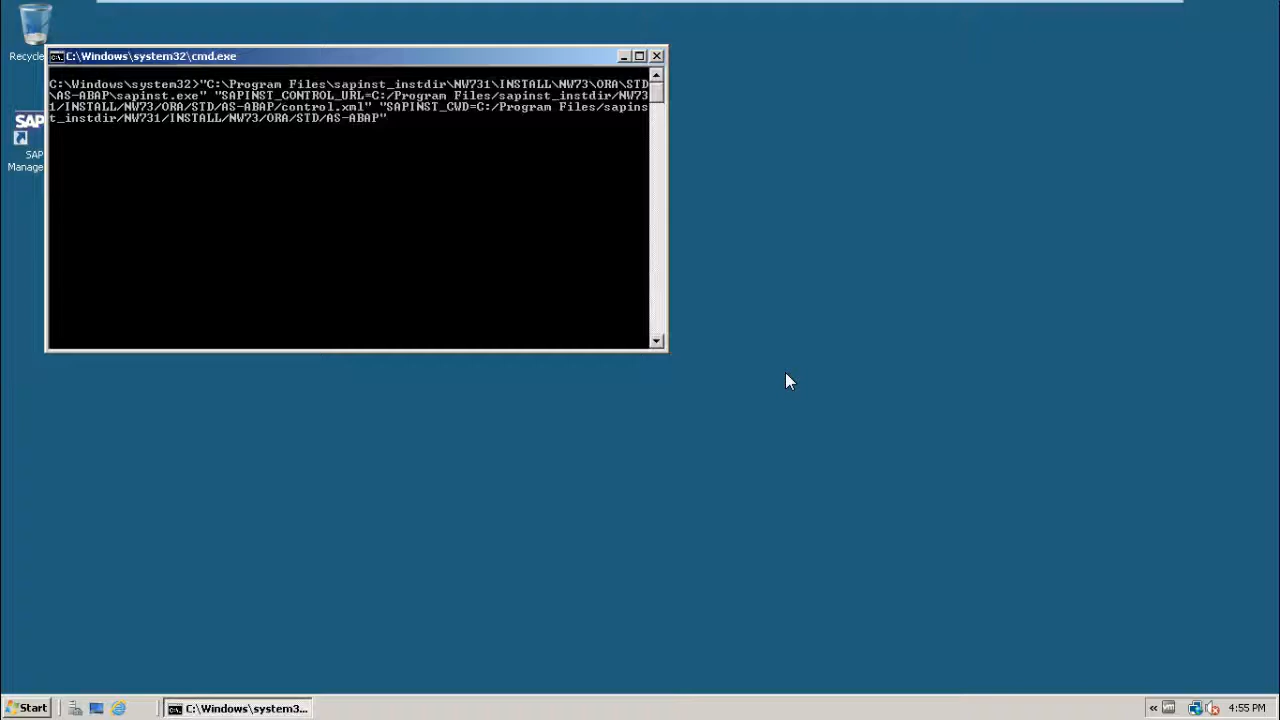 C:\Windows\system32\cmd.exe
Recycle
C:\Windows\system32>"C:\Program Files\sapinst_instdir\NW731\INSTALL\NW73\ORA\STD
\AS-ABAP\sapinst.exe" "SAPINST_CONTROL_URL=C:/Program Files/sapinst_instdir/NW73
1/INSTALL/NW73/ORA/STD/AS-ABAP/control.xml" "SAPINST_CWD=C:/Program Files/sapins
t_instdir/NW731/INSTALL/NW73/ORA/STD/AS-ABAP"
SAP
SAP
Manage
Start
C:\Windows\system3...
4:55 PM